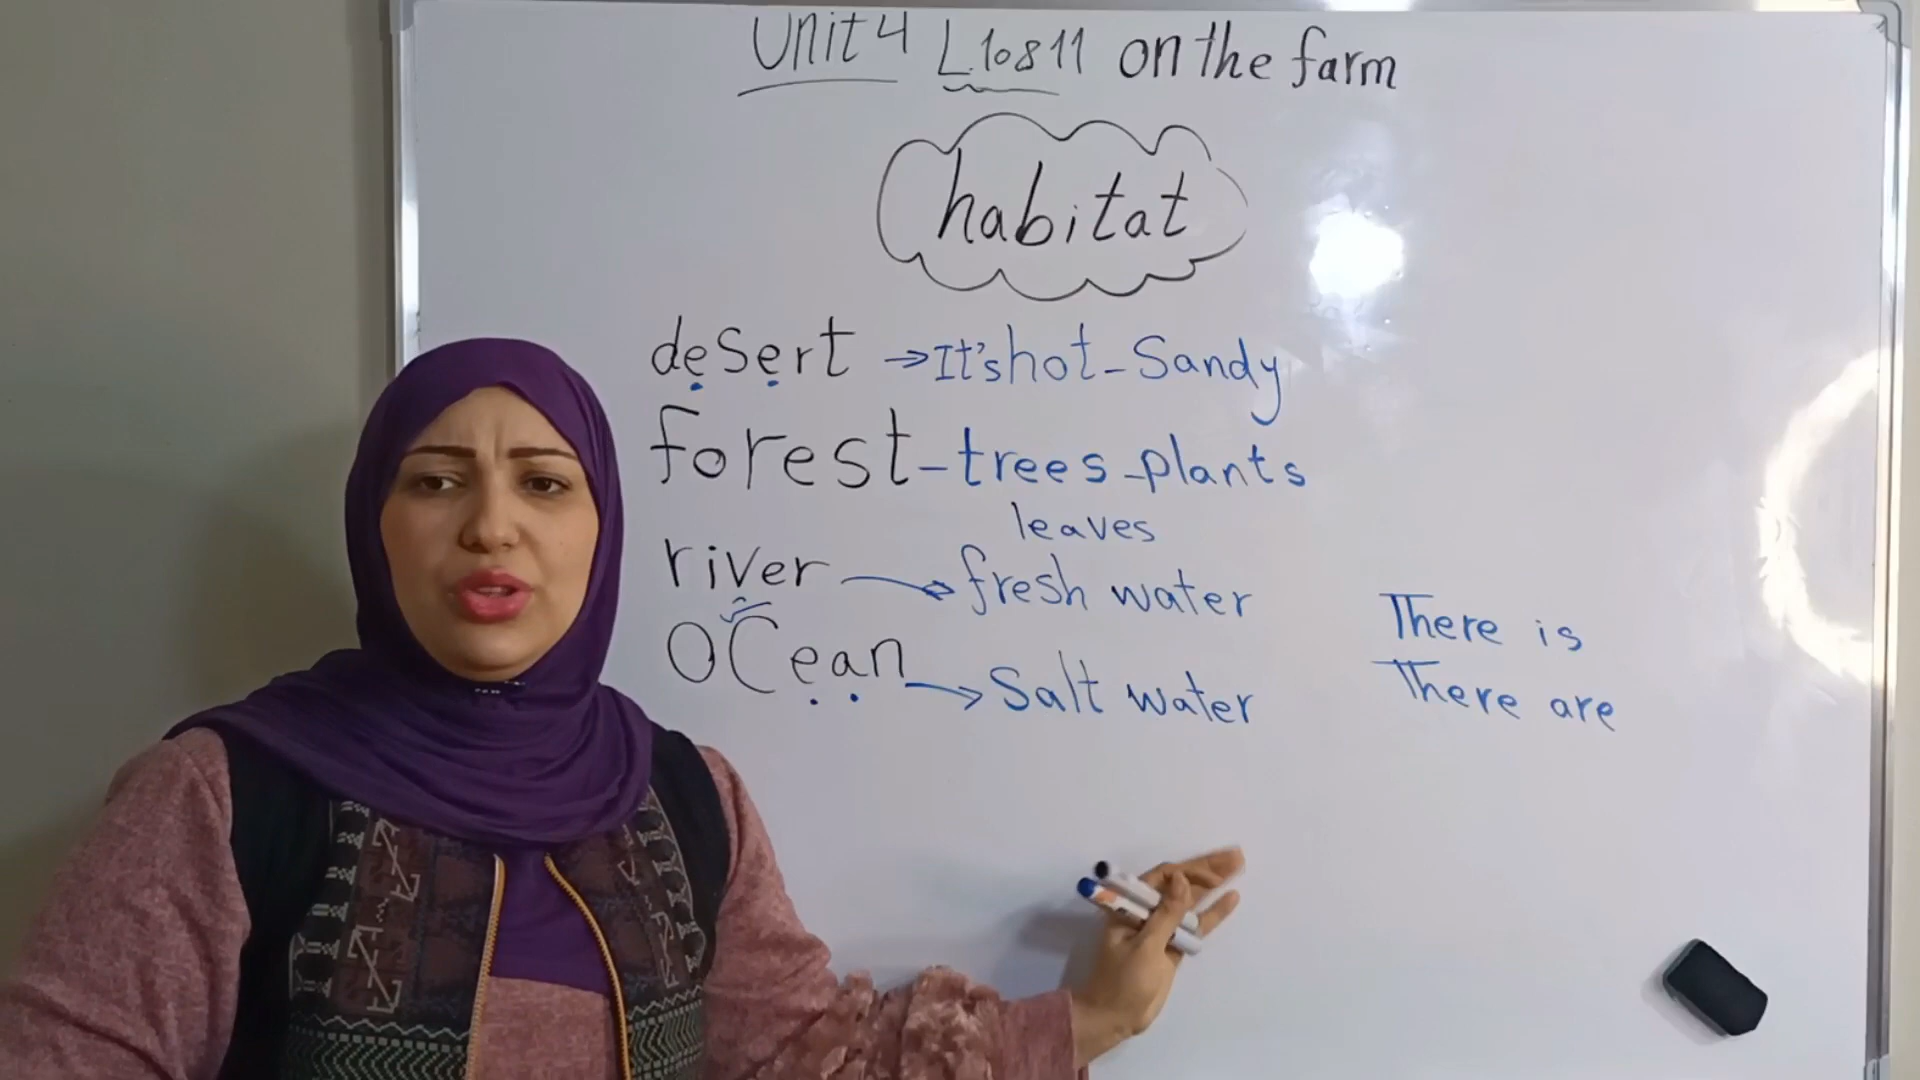 Unit 4 L.10&11 on the farm
habitat
desert → It's hot - Sandy
forest - trees - plants
leaves
river → fresh water
Ocean → Salt water
There is
There are